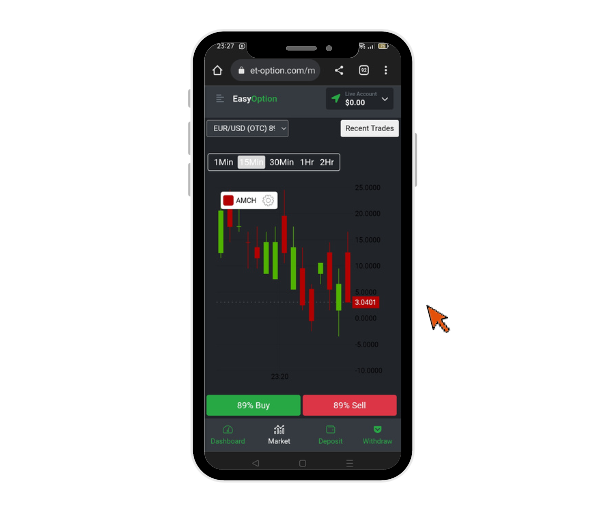 23:27
92
et-option.com/m
EasyOption
Live Account
$0.00
EUR/USD (OTC) 8
Recent Trades
1Min 15Min 30Min 1Hr 2Hr
25.0000
AMCH
20.0000
15.0000
10.0000
5.0000
3.0401
0.0000
-5.0000
-10.0000
89% Buy
89% Sell
Dashboard
Market
Deposit
Withdraw